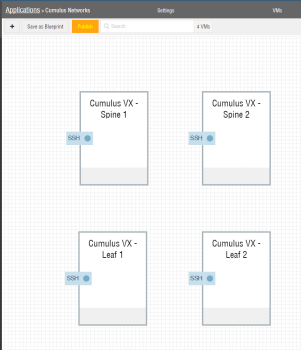 Applications » Cumulus Networks Settings VMs
+ Save as Blueprint Publish Search 4 VMs
Cumulus VX -
Spine 1
SSH
Cumulus VX -
Spine 2
SSH
Cumulus VX -
Leaf 1
SSH
Cumulus VX -
Leaf 2
SSH